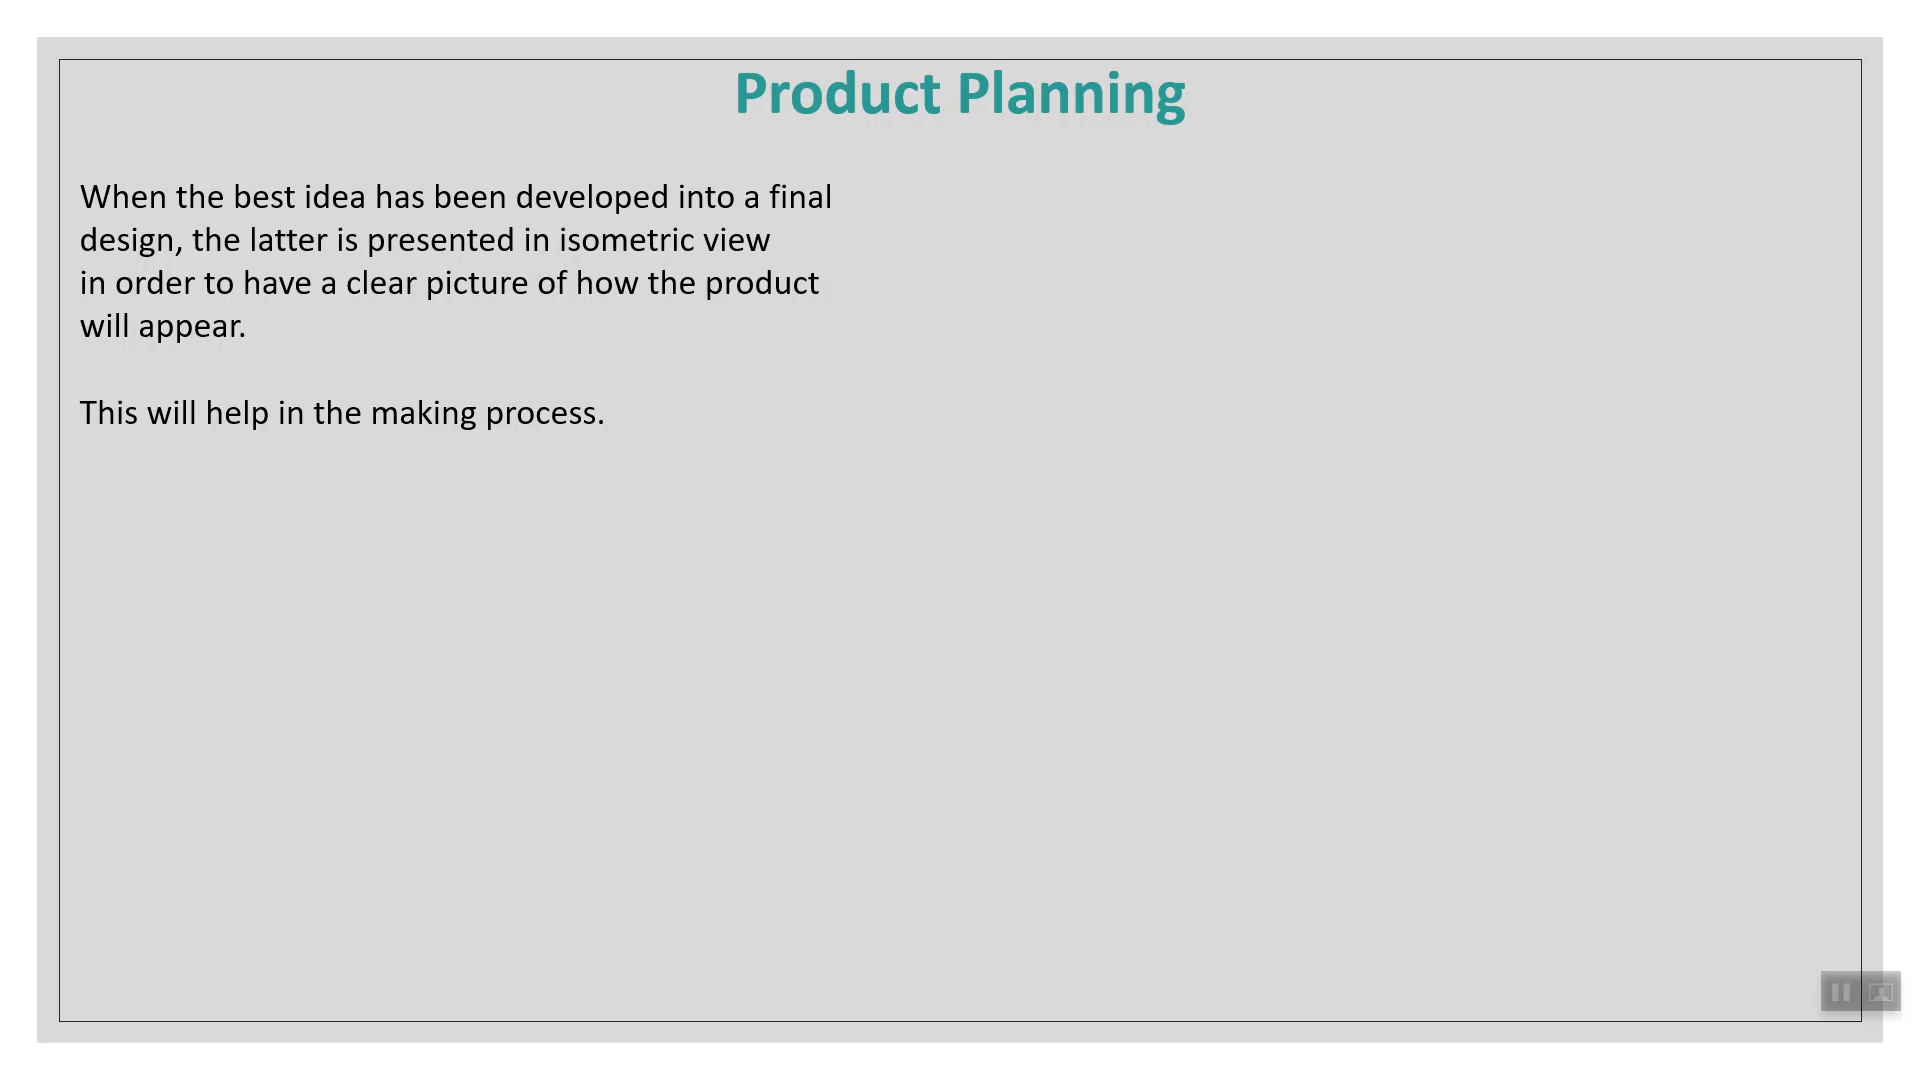 Product Planning
When the best idea has been developed into a final
design, the latter is presented in isometric view
in order to have a clear picture of how the product
will appear.
This will help in the making process.